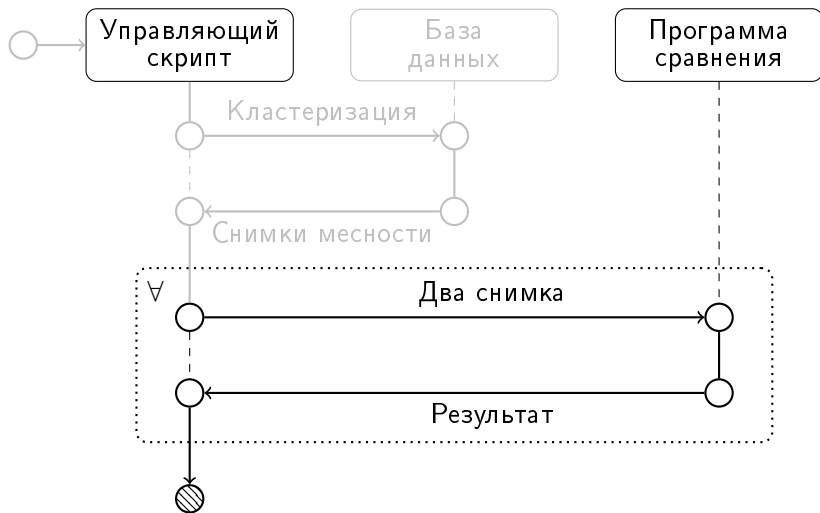 Управляющий
скрипт
База
данных
Программа
сравнения
Кластеризация
Снимки месности
∀
Два снимка
Результат